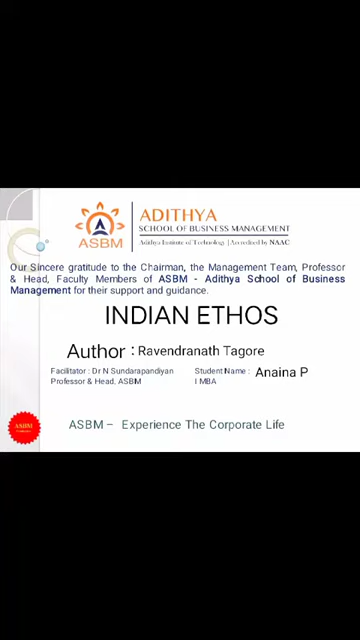 ADITHYA
SCHOOL OF BUSINESS MANAGEMENT
ASBM
Adithya Institute of Technology | Accredited by NAAC
Our Sincere gratitude to the Chairman, the Management Team, Professor
& Head, Faculty Members of ASBM - Adithya School of Business
Management for their support and guidance.
INDIAN ETHOS
Author : Ravendranath Tagore
Facilitator : Dr N Sundarapandiyan
Professor & Head, ASBM
Student Name : Anaina P
I MBA
ASBM
ASBM – Experience The Corporate Life